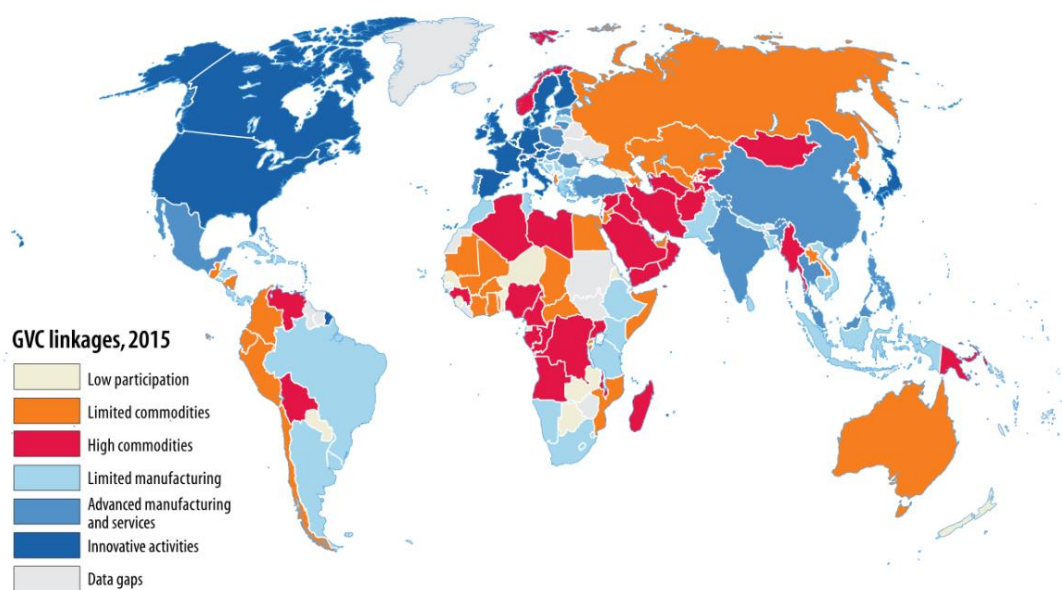 GVC linkages, 2015
Low participation
Limited commodities
High commodities
Limited manufacturing
Advanced manufacturing
and services
Innovative activities
Data gaps